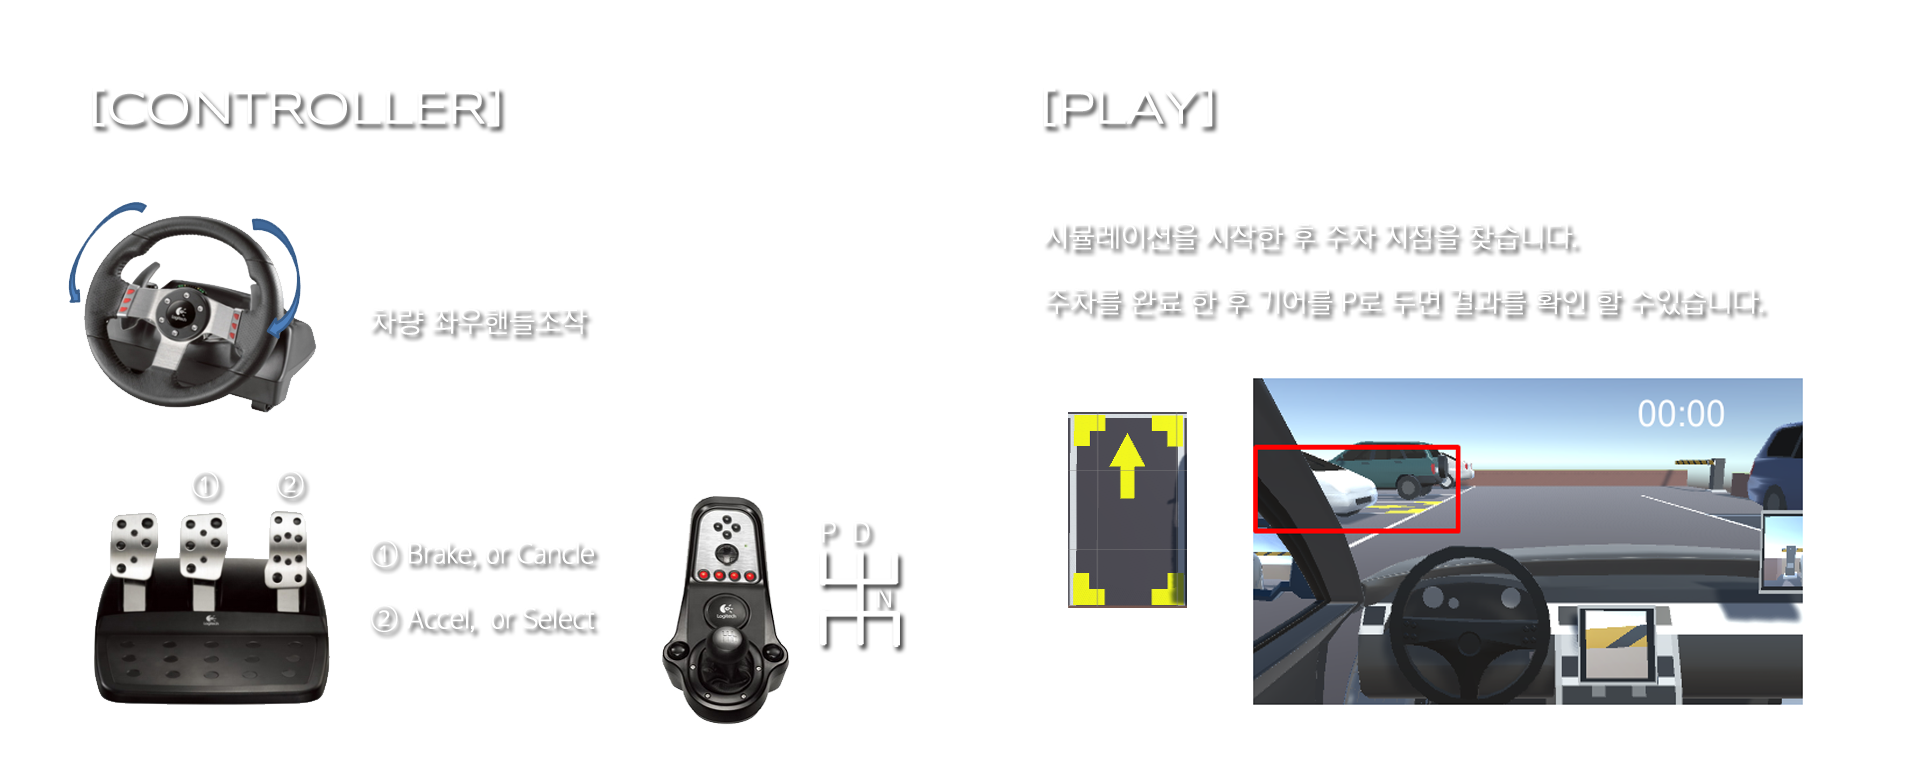 [CONTROLLER]
차량 좌우핸들조작
① ②
① Brake, or Cancle
② Accel, or Select
Logitech
Logitech
Logitech
P D
N
[PLAY]
시뮬레이션을 시작한 후 주차 지점을 찾습니다.
주차를 완료 한 후 기어를 P로 두면 결과를 확인 할 수있습니다.
00:00